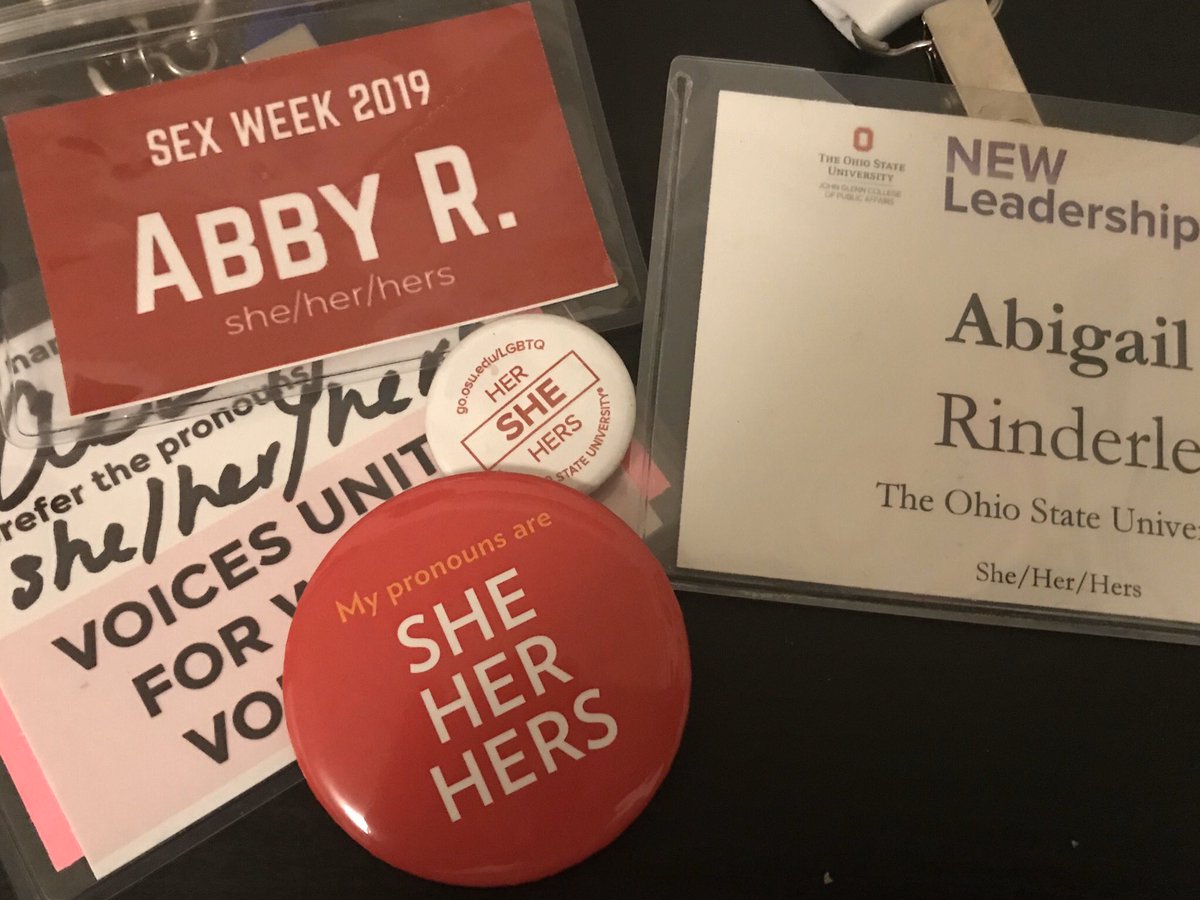 SEX WEEK 2019
ABBY R.
she/her/hers
refer the pronouns
she/her/her
VOICES UNIT
FOR
VO
go.osu.edu/LGBTQ
HER
SHE
HERS
STATE UNIVERSITY®
My pronouns are
SHE
HER
HERS
THE OHIO STATE
UNIVERSITY
JOHN GLENN COLLEGE
OF PUBLIC AFFAIRS
NEW
Leadership
Abigail
Rinderle
The Ohio State Univer
She/Her/Hers